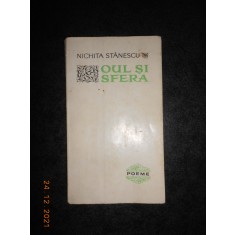 NICHITA STĂNESCU
OUL ȘI
SFERA
POEME
24.12.2021